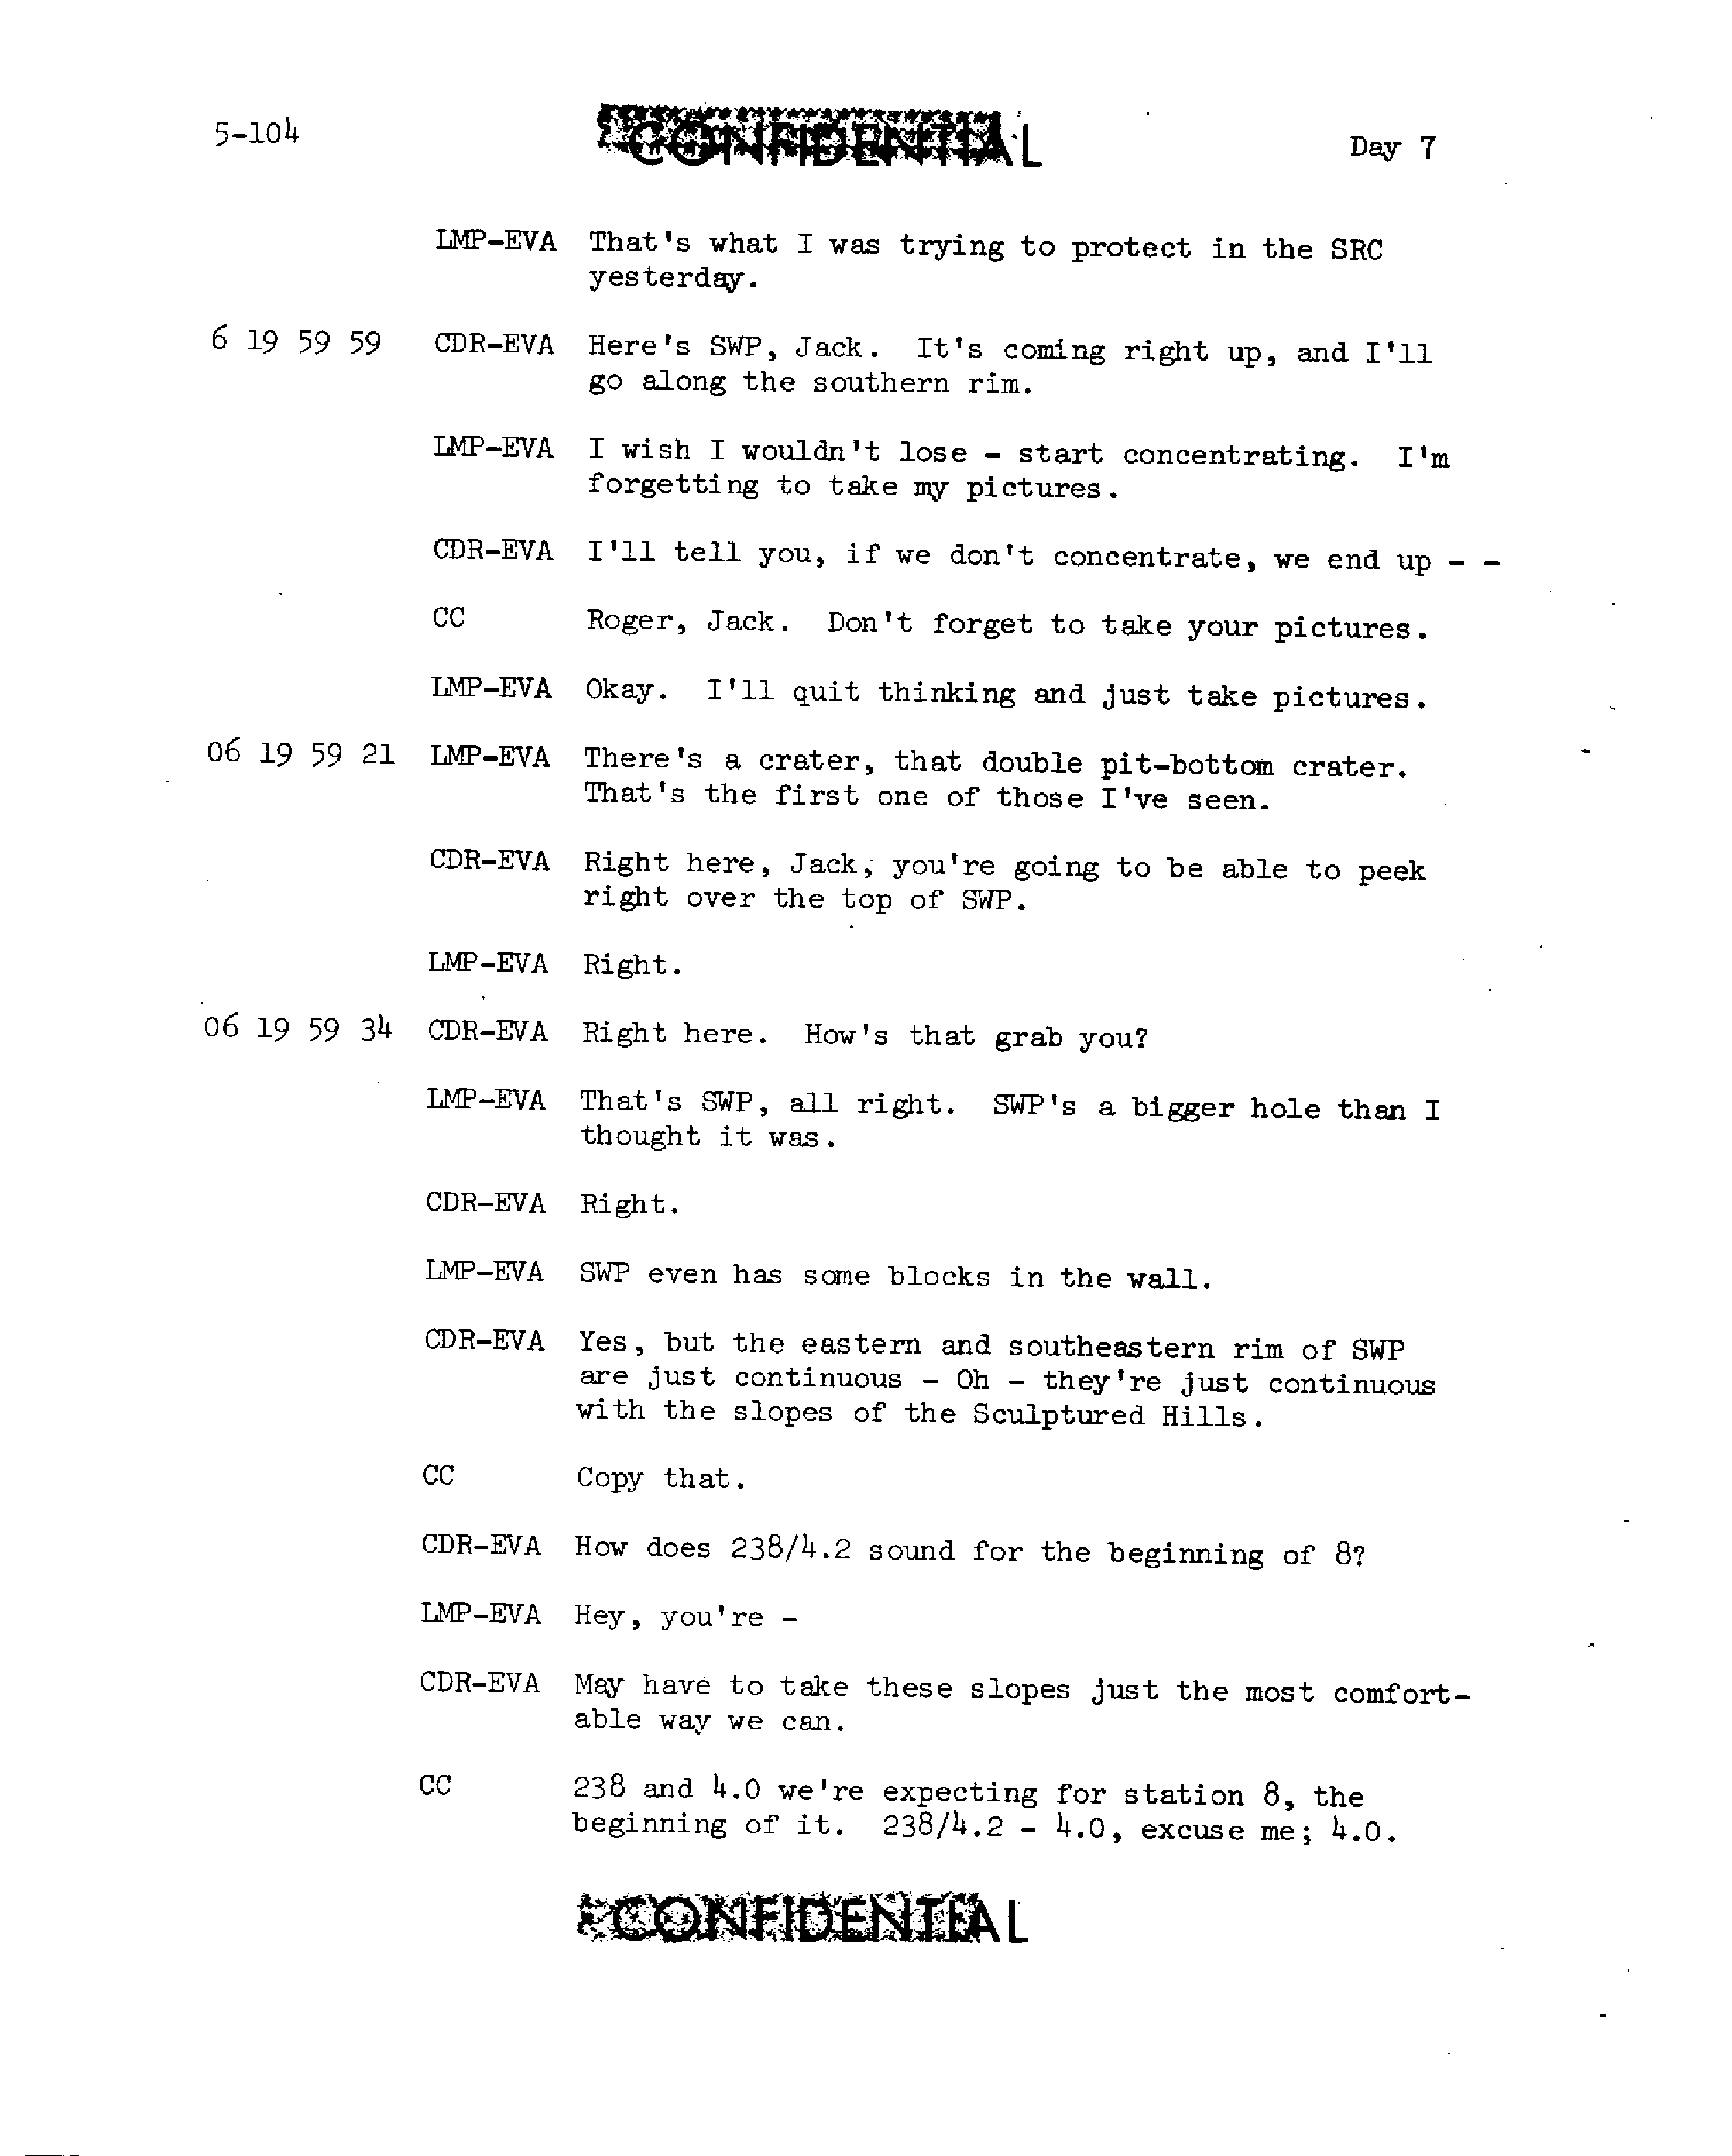 5-104 CONFIDENTIAL Day 7
LMP-EVA That's what I was trying to protect in the SRC
yesterday.
6 19 59 59 CDR-EVA Here's SWP, Jack. It's coming right up, and I'll
go along the southern rim.
LMP-EVA I wish I wouldn't lose - start concentrating. I'm
forgetting to take my pictures.
CDR-EVA I'll tell you, if we don't concentrate, we end up - -
CC Roger, Jack. Don't forget to take your pictures.
LMP-EVA Okay. I'll quit thinking and just take pictures.
06 19 59 21 LMP-EVA There's a crater, that double pit-bottom crater.
That's the first one of those I've seen.
CDR-EVA Right here, Jack, you're going to be able to peek
right over the top of SWP.
LMP-EVA Right.
06 19 59 34 CDR-EVA Right here. How's that grab you?
LMP-EVA That's SWP, all right. SWP's a bigger hole than I
thought it was.
CDR-EVA Right.
LMP-EVA SWP even has some blocks in the wall.
CDR-EVA Yes, but the eastern and southeastern rim of SWP
are just continuous - Oh - they're just continuous
with the slopes of the Sculptured Hills.
CC Copy that.
CDR-EVA How does 238/4.2 sound for the beginning of 8?
LMP-EVA Hey, you're -
CDR-EVA May have to take these slopes just the most comfort-
able way we can.
CC 238 and 4.0 we're expecting for station 8, the
beginning of it. 238/4.2 - 4.0, excuse me; 4.0.
CONFIDENTIAL